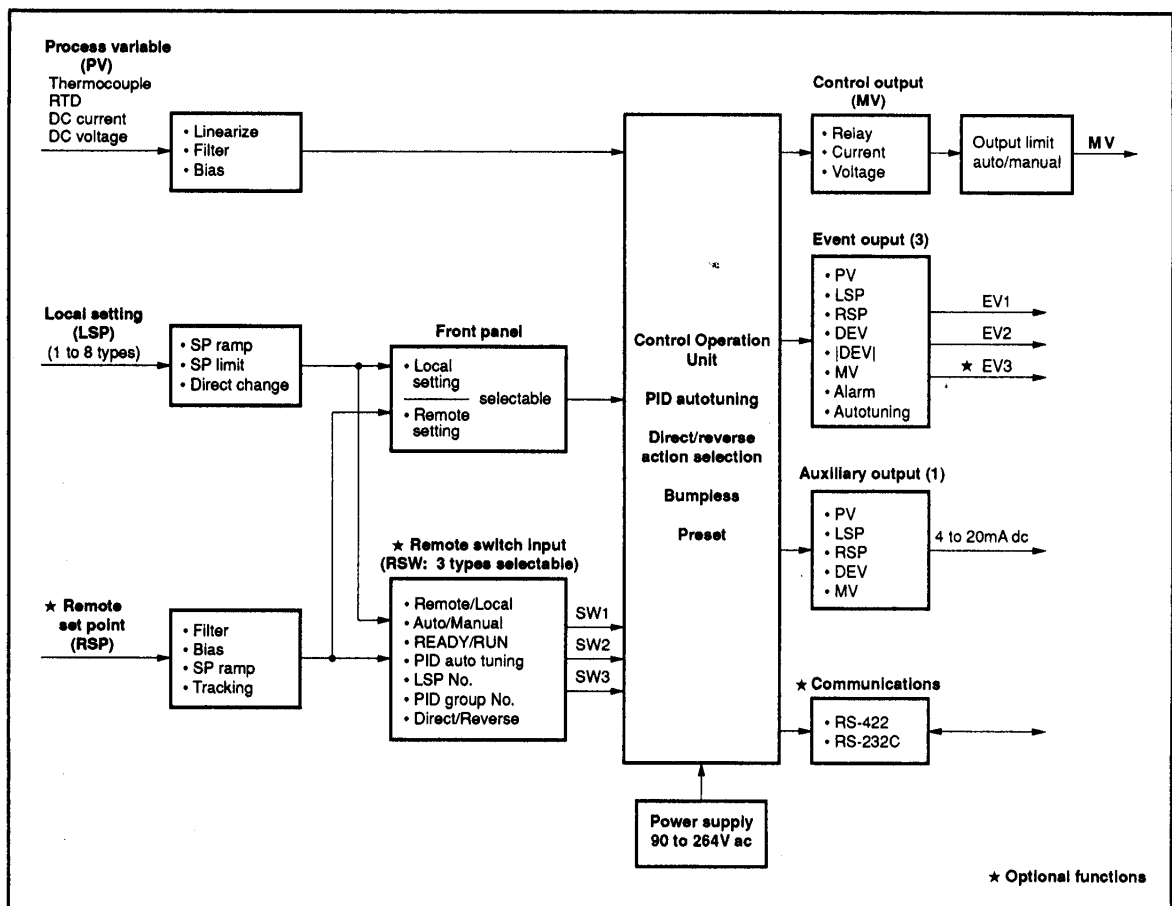 Process variable
(PV)
Thermocouple
RTD
DC current
DC voltage
• Linearize
• Filter
• Bias
Control output
(MV)
• Relay
• Current
• Voltage
Output limit
auto/manual
MV
Local setting
(LSP)
(1 to 8 types)
• SP ramp
• SP limit
• Direct change
Front panel
• Local
setting
selectable
• Remote
setting
Control Operation
Unit
PID autotuning
Direct/reverse
action selection
Bumpless
Preset
Event ouput (3)
• PV
• LSP
• RSP
• DEV
• |DEV|
• MV
• Alarm
• Autotuning
EV1
EV2
★ EV3
Auxiliary output (1)
• PV
• LSP
• RSP
• DEV
• MV
4 to 20mA dc
★ Remote
set point
(RSP)
• Filter
• Bias
• SP ramp
• Tracking
★ Remote switch input
(RSW: 3 types selectable)
• Remote/Local
• Auto/Manual
• READY/RUN
• PID auto tuning
• LSP No.
• PID group No.
• Direct/Reverse
SW1
SW2
SW3
★ Communications
• RS-422
• RS-232C
Power supply
90 to 264V ac
★ Optional functions